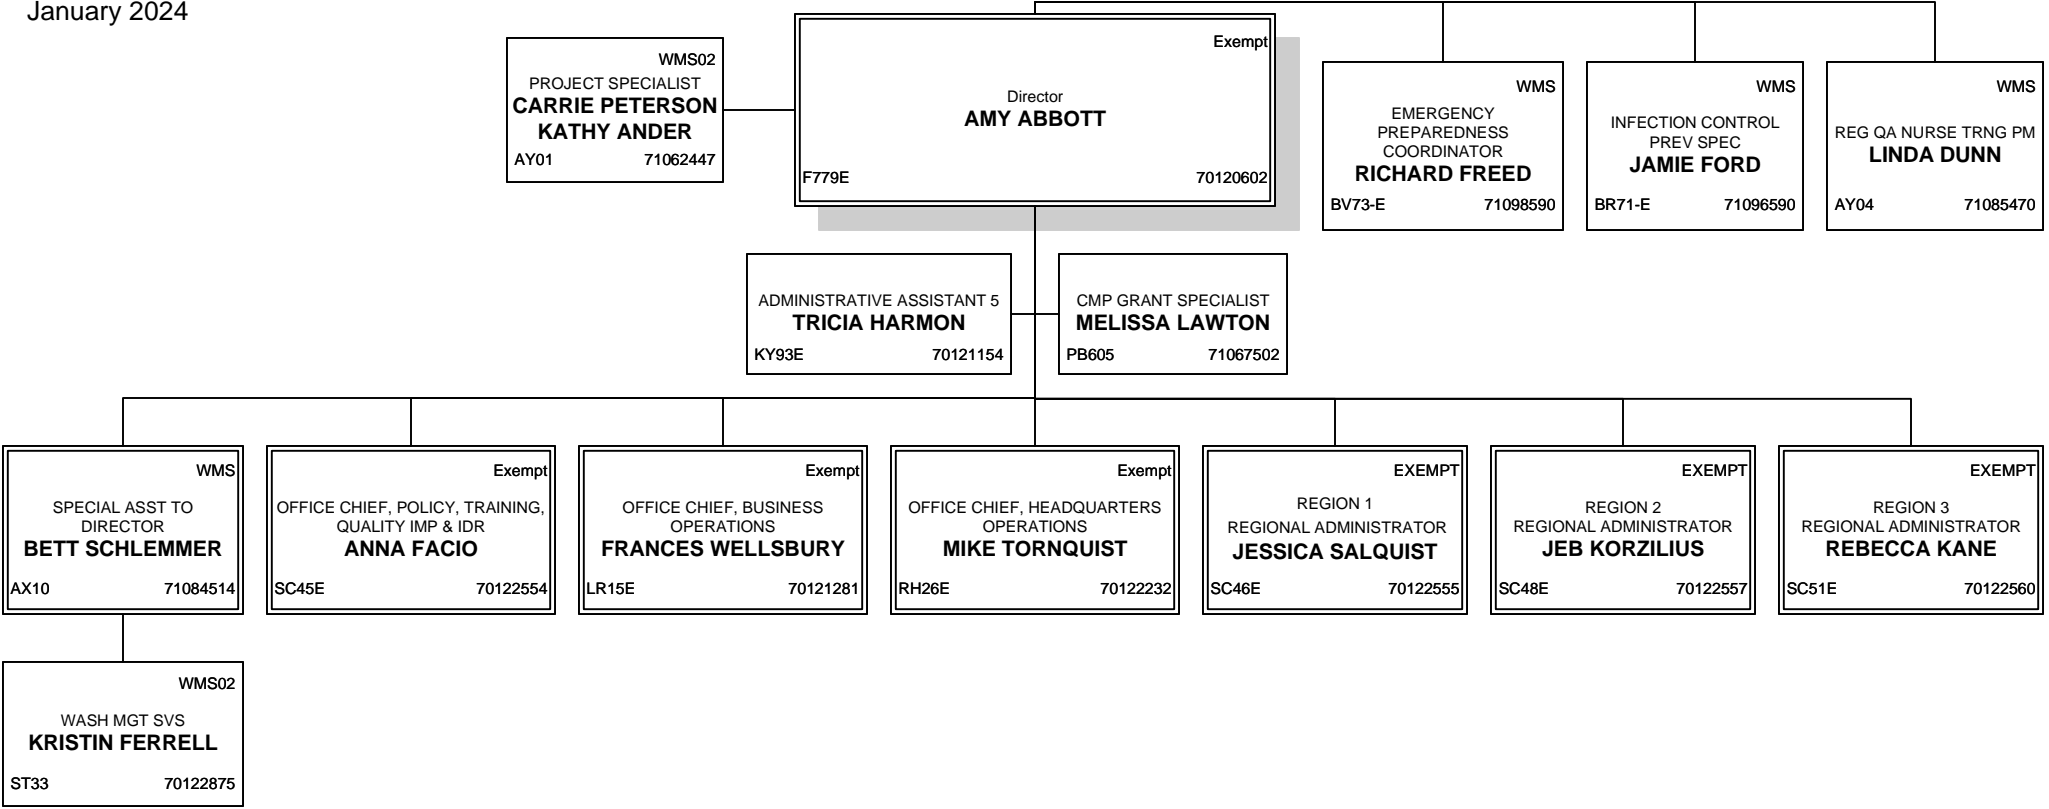 January 2024
WMS02
PROJECT SPECIALIST
CARRIE PETERSON
KATHY ANDER
AY01 71062447
Exempt
Director
AMY ABBOTT
F779E 70120602
WMS
EMERGENCY
PREPAREDNESS
COORDINATOR
RICHARD FREED
BV73-E 71098590
WMS
INFECTION CONTROL
PREV SPEC
JAMIE FORD
BR71-E 71096590
WMS
REG QA NURSE TRNG PM
LINDA DUNN
AY04 71085470
ADMINISTRATIVE ASSISTANT 5
TRICIA HARMON
KY93E 70121154
CMP GRANT SPECIALIST
MELISSA LAWTON
PB605 71067502
WMS
SPECIAL ASST TO
DIRECTOR
BETT SCHLEMMER
AX10 71084514
Exempt
OFFICE CHIEF, POLICY, TRAINING,
QUALITY IMP & IDR
ANNA FACIO
SC45E 70122554
Exempt
OFFICE CHIEF, BUSINESS
OPERATIONS
FRANCES WELLSBURY
LR15E 70121281
Exempt
OFFICE CHIEF, HEADQUARTERS
OPERATIONS
MIKE TORNQUIST
RH26E 70122232
EXEMPT
REGION 1
REGIONAL ADMINISTRATOR
JESSICA SALQUIST
SC46E 70122555
EXEMPT
REGION 2
REGIONAL ADMINISTRATOR
JEB KORZILIUS
SC48E 70122557
EXEMPT
REGION 3
REGIONAL ADMINISTRATOR
REBECCA KANE
SC51E 70122560
WMS02
WASH MGT SVS
KRISTIN FERRELL
ST33 70122875